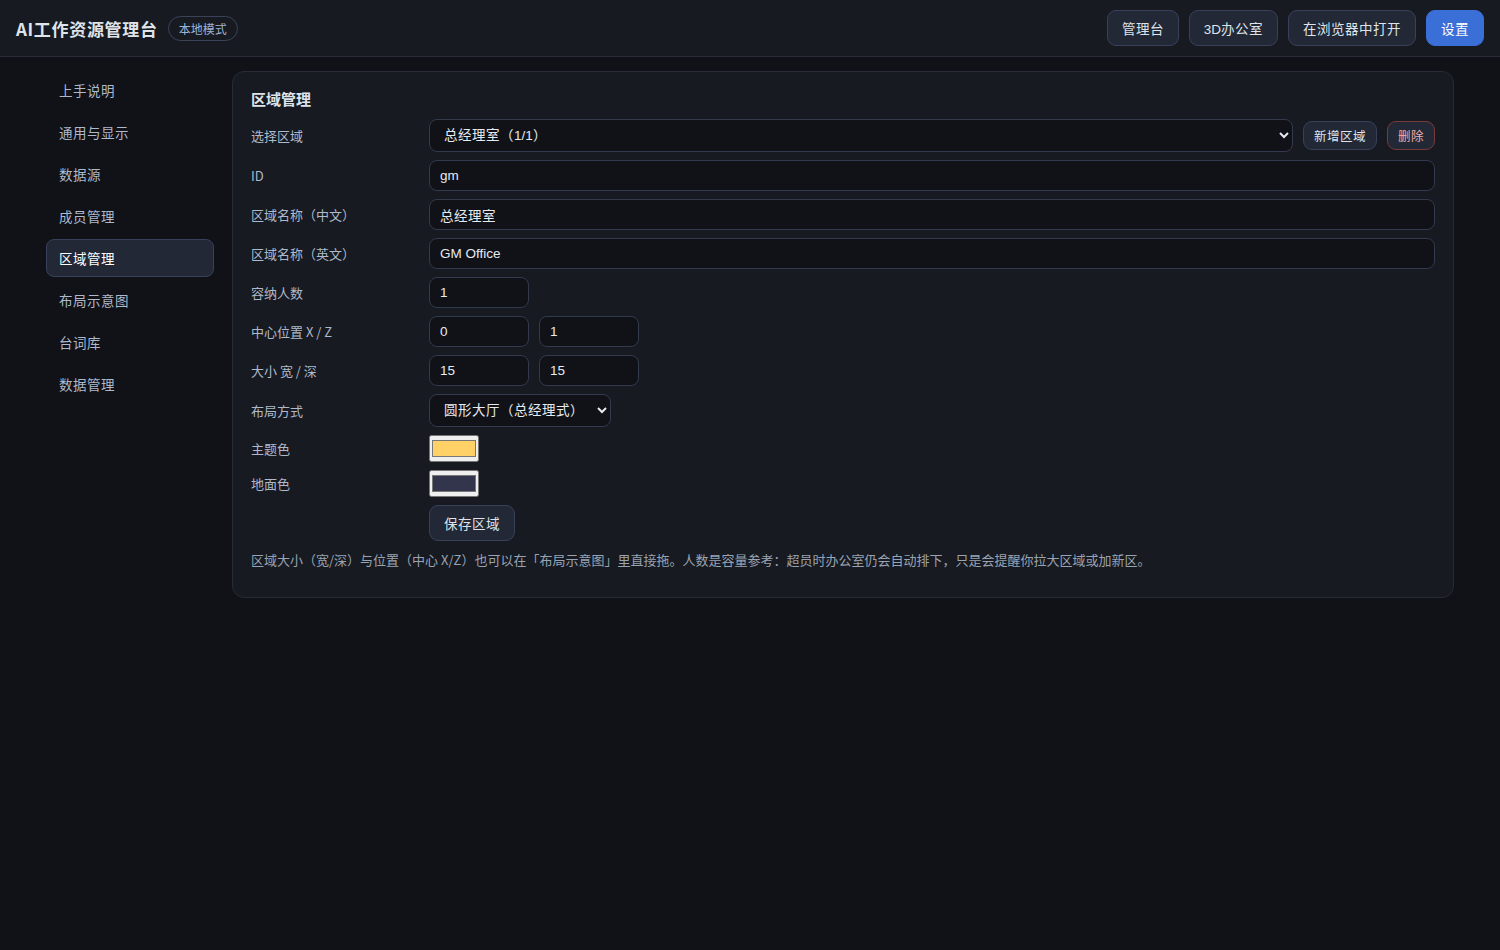 AI工作资源管理台 本地模式 管理台 3D办公室 在浏览器中打开 设置
上手说明
通用与显示
数据源
成员管理
区域管理
布局示意图
台词库
数据管理
区域管理
选择区域 总经理室（1/1） 新增区域 删除
ID gm
区域名称（中文） 总经理室
区域名称（英文） GM Office
容纳人数 1
中心位置 X / Z 0 1
大小 宽 / 深 15 15
布局方式 圆形大厅（总经理式）
主题色
地面色
保存区域
区域大小（宽/深）与位置（中心 X/Z）也可以在「布局示意图」里直接拖。人数是容量参考：超员时办公室仍会自动排下，只是会提醒你拉大区域或加新区。